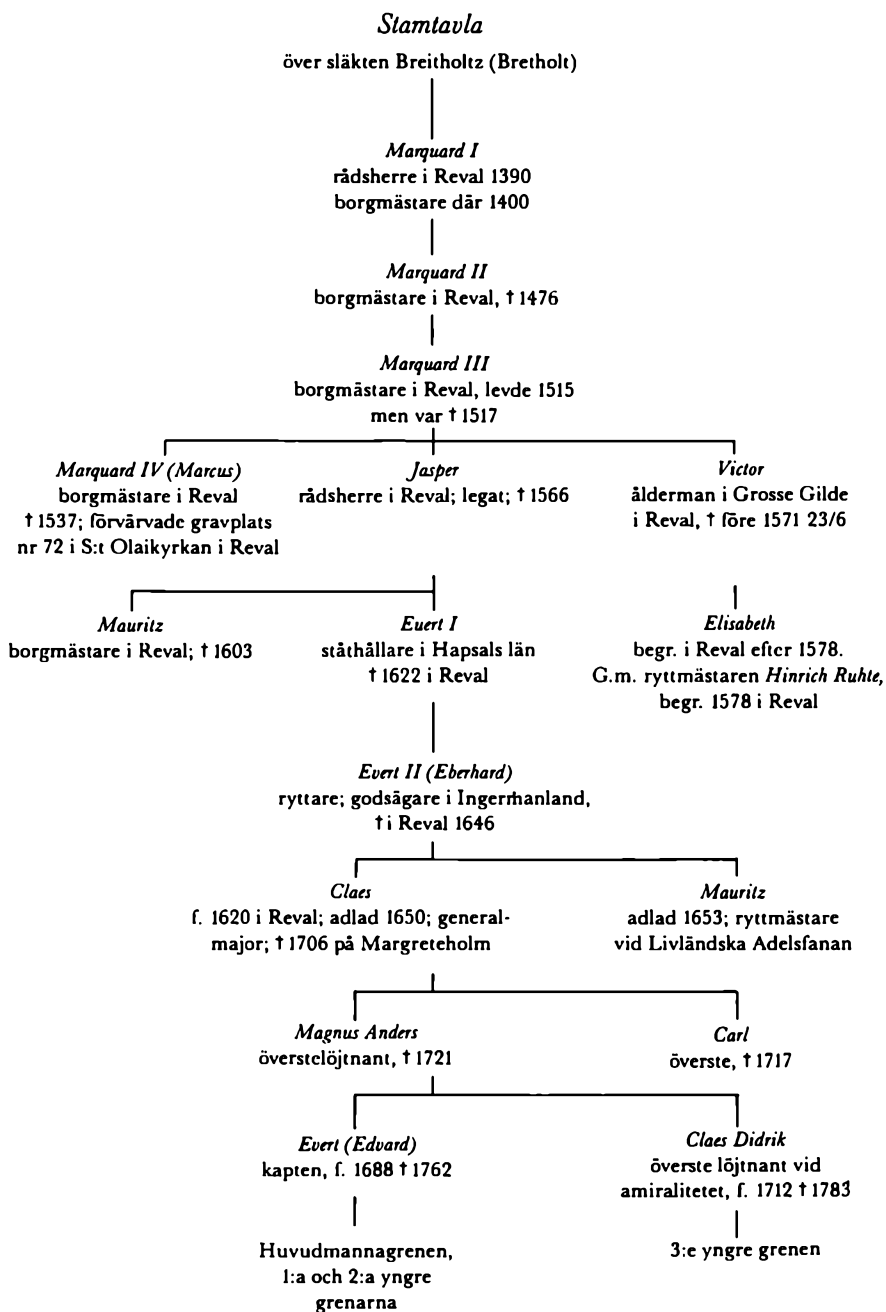 Stamtavla
över släkten Breitholtz (Bretholt)
Marquard I
rådsherre i Reval 1390
borgmästare där 1400
Marquard II
borgmästare i Reval, † 1476
Marquard III
borgmästare i Reval, levde 1515
men var † 1517
Marquard IV (Marcus)
borgmästare i Reval
† 1537; förvärvade gravplats
nr 72 i S:t Olaikyrkan i Reval
Jasper
rådsherre i Reval; legat; † 1566
Victor
ålderman i Grosse Gilde
i Reval, † före 1571 23/6
Mauritz
borgmästare i Reval; † 1603
Evert I
ståthållare i Hapsals län
† 1622 i Reval
Elisabeth
begr. i Reval efter 1578.
G.m. ryttmästaren Hinrich Ruhte,
begr. 1578 i Reval
Evert II (Eberhard)
ryttare; godsägare i Ingermanland,
† i Reval 1646
Claes
f. 1620 i Reval; adlad 1650; general-
major; † 1706 på Margreteholm
Mauritz
adlad 1653; ryttmästare
vid Livländska Adelsfanan
Magnus Anders
överstelöjtnant, † 1721
Carl
överste, † 1717
Evert (Edvard)
kapten, f. 1688 † 1762
Claes Didrik
överste löjtnant vid
amiralitetet, f. 1712 † 1783
Huvudmannagrenen,
1:a och 2:a yngre
grenarna
3:e yngre grenen